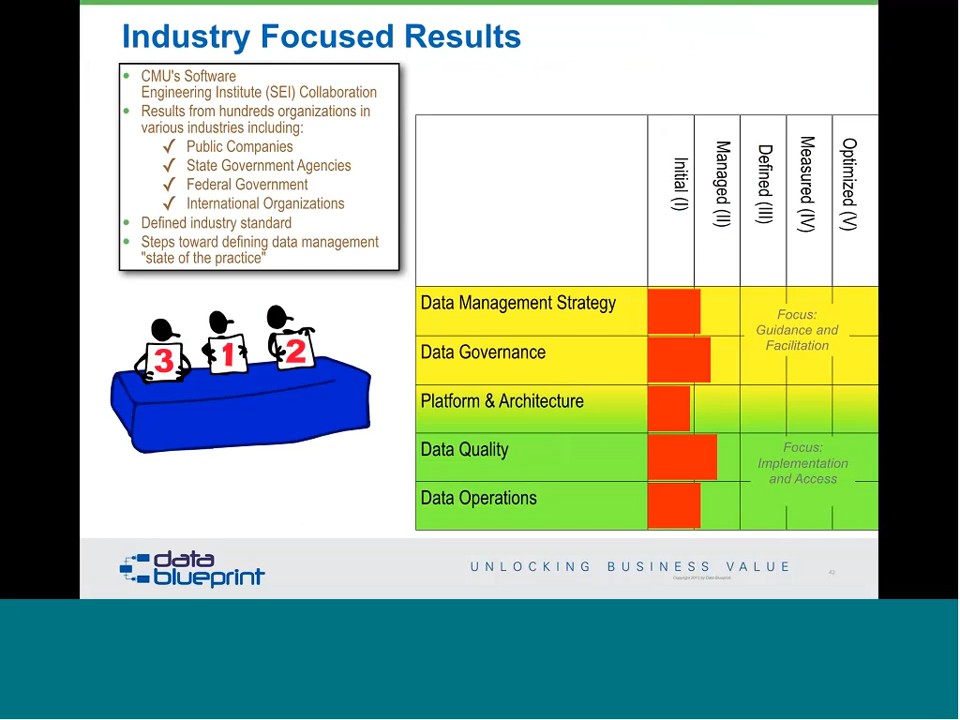 Industry Focused Results
CMU's Software
Engineering Institute (SEI) Collaboration
Results from hundreds organizations in
various industries including:
Public Companies
State Government Agencies
Federal Government
International Organizations
Defined industry standard
Steps toward defining data management
"state of the practice"
3
1
2
Initial (I)
Managed (II)
Defined (III)
Measured (IV)
Optimized (V)
Data Management Strategy
Data Governance
Platform & Architecture
Data Quality
Data Operations
Focus:
Guidance and
Facilitation
Focus:
Implementation
and Access
data
blueprint
UNLOCKING BUSINESS VALUE